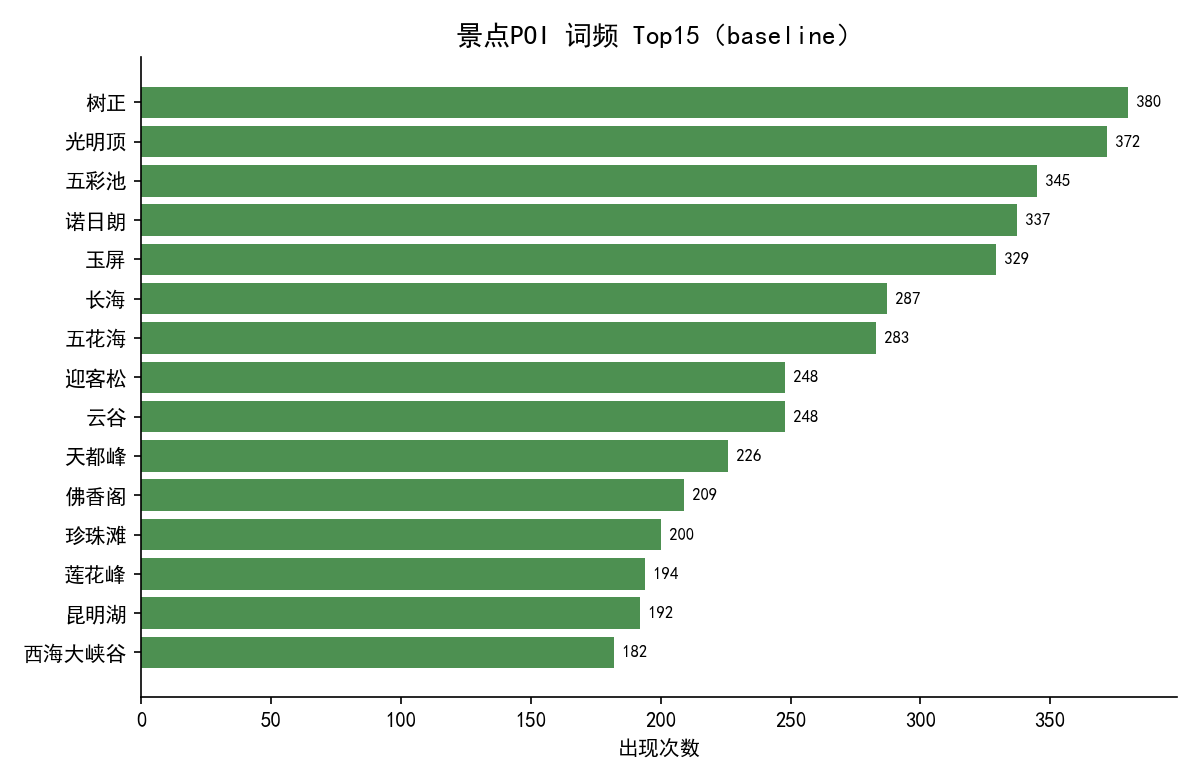 景点POI 词频 Top15（baseline）
树正 380
光明顶 372
五彩池 345
诺日朗 337
玉屏 329
长海 287
五花海 283
迎客松 248
云谷 248
天都峰 226
佛香阁 209
珍珠滩 200
莲花峰 194
昆明湖 192
西海大峡谷 182
0 50 100 150 200 250 300 350
出现次数